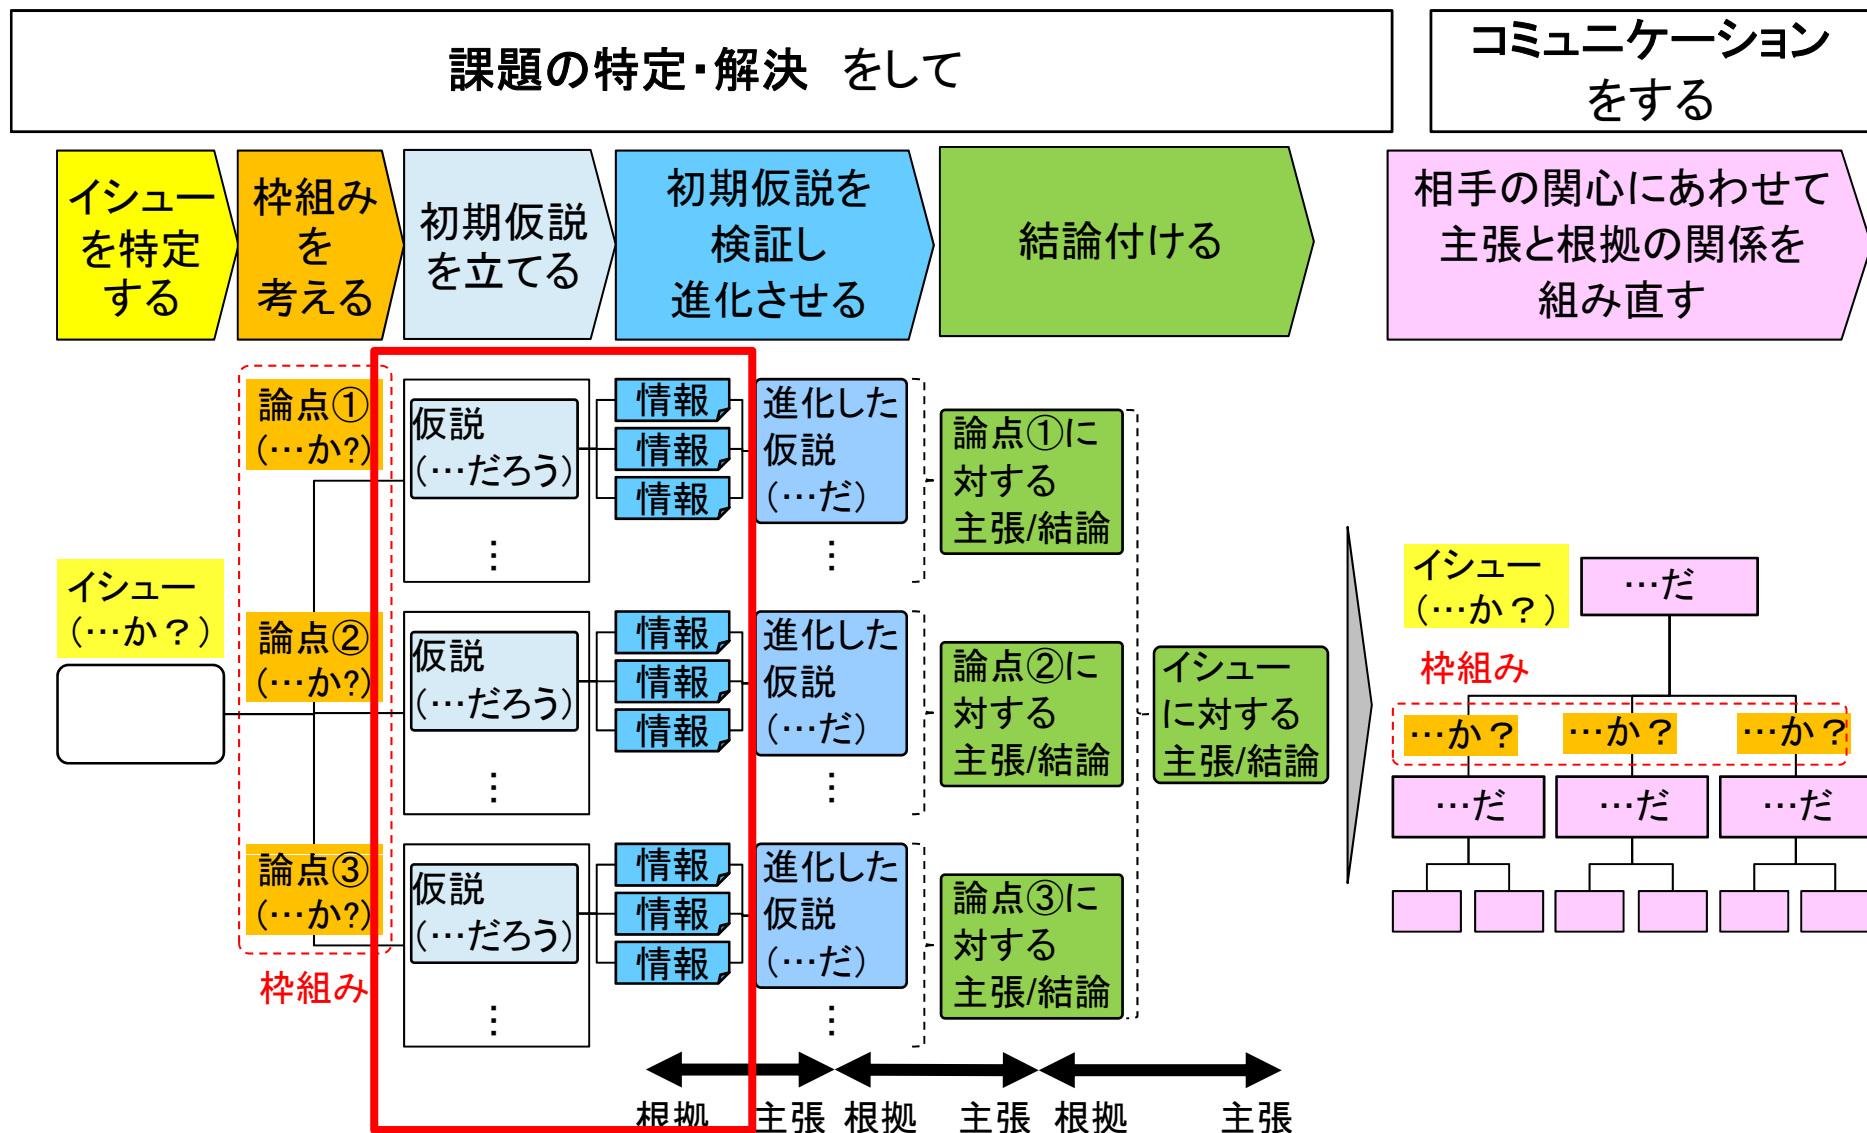 課題の特定・解決 をして
コミュニケーション
をする
イシュー
を特定
する
枠組み
を
考える
初期仮説
を立てる
初期仮説を
検証し
進化させる
結論付ける
相手の関心にあわせて
主張と根拠の関係を
組み直す
イシュー
(…か？)
論点①
(…か?)
論点②
(…か?)
論点③
(…か?)
枠組み
仮説
(…だろう)
⋮
仮説
(…だろう)
⋮
仮説
(…だろう)
⋮
情報
情報
情報
情報
情報
情報
情報
情報
情報
進化した
仮説
(…だ)
⋮
進化した
仮説
(…だ)
⋮
進化した
仮説
(…だ)
⋮
論点①に
対する
主張/結論
論点②に
対する
主張/結論
論点③に
対する
主張/結論
イシュー
に対する
主張/結論
根拠 主張 根拠 主張 根拠 主張
イシュー
(…か？)
…だ
枠組み
…か？ …か？ …か？
…だ …だ …だ